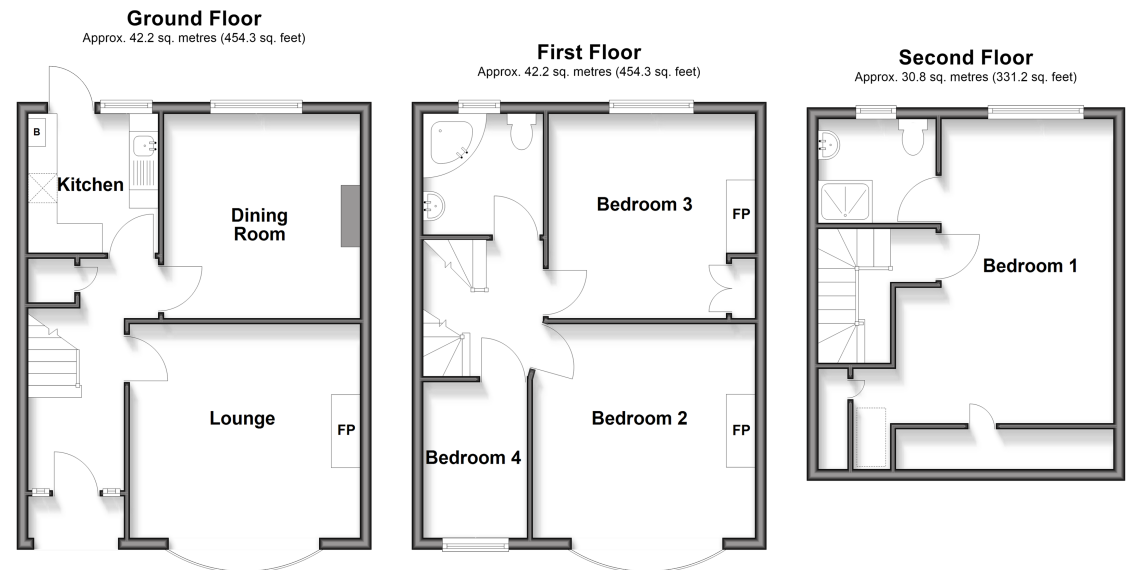 Ground Floor
Approx. 42.2 sq. metres (454.3 sq. feet)
B
Kitchen
Dining
Room
Lounge
FP
First Floor
Approx. 42.2 sq. metres (454.3 sq. feet)
Bedroom 3
FP
Bedroom 2
FP
Bedroom 4
Second Floor
Approx. 30.8 sq. metres (331.2 sq. feet)
Bedroom 1